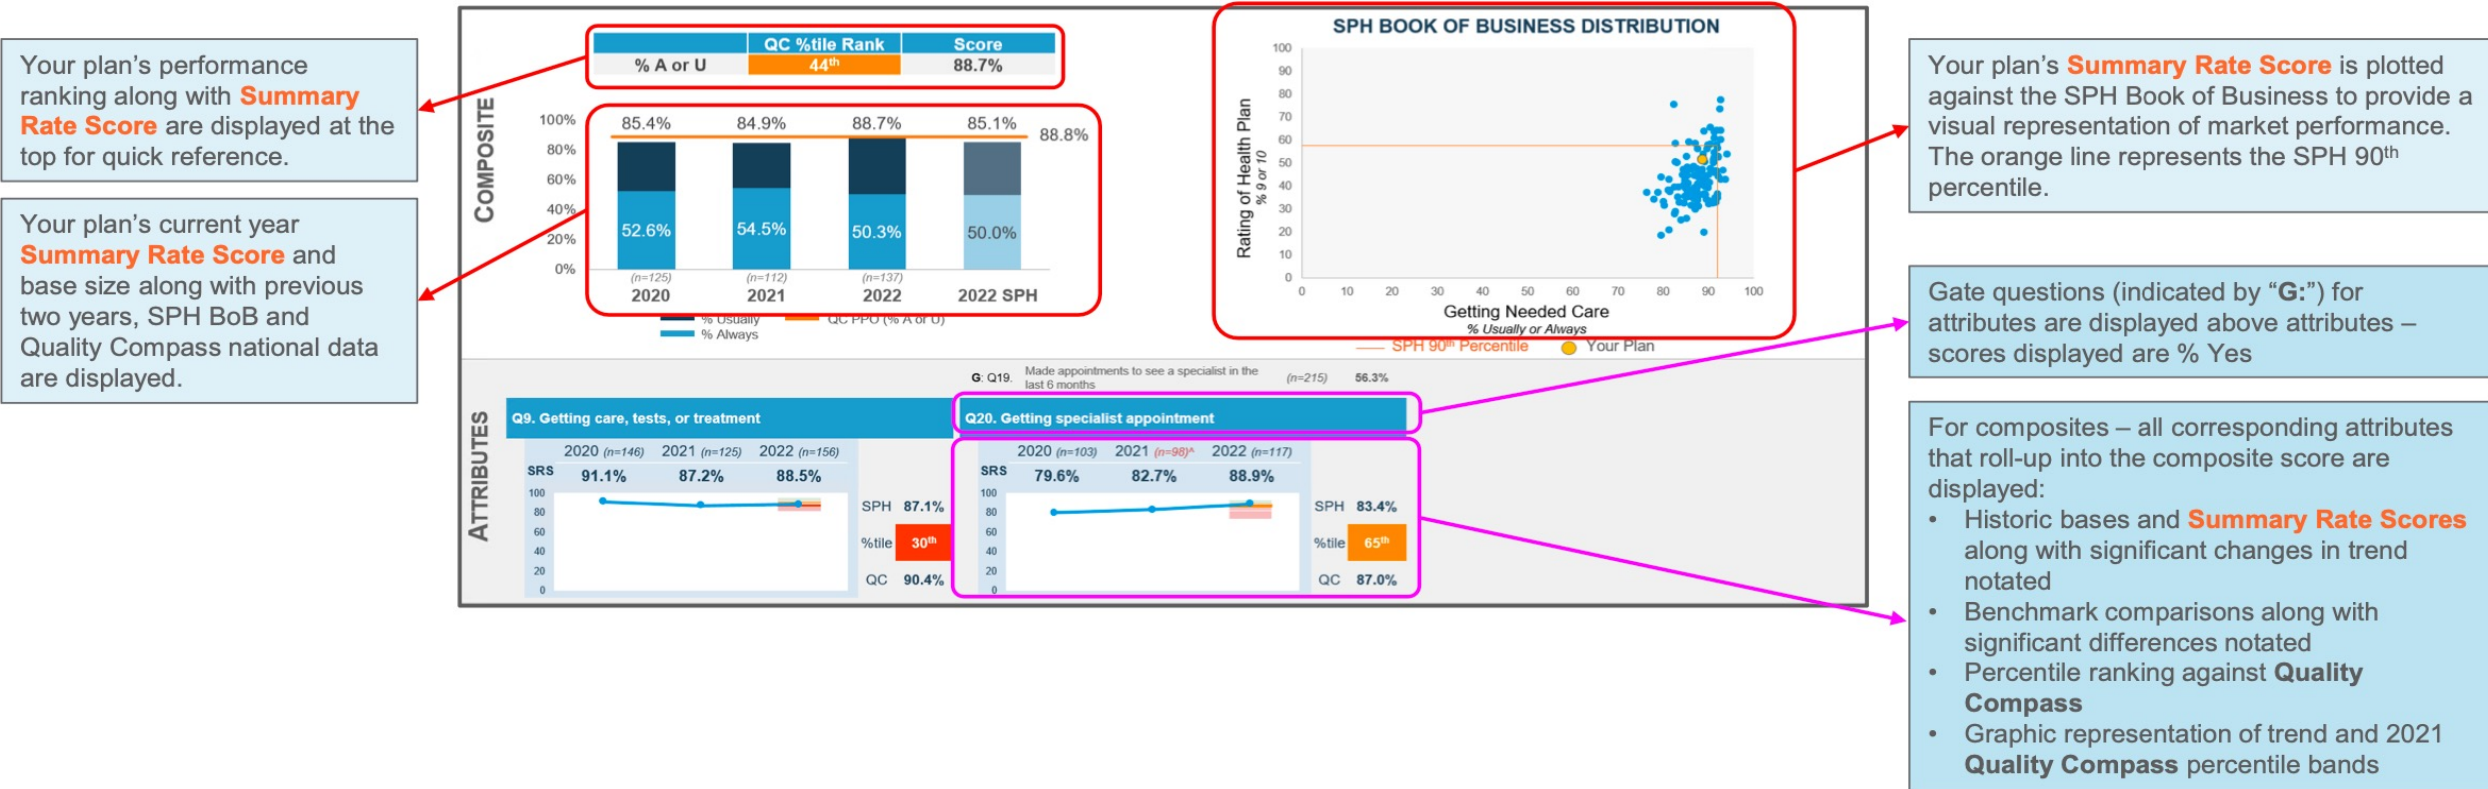 Your plan's performance
ranking along with Summary
Rate Score are displayed at the
top for quick reference.
Your plan's current year
Summary Rate Score and
base size along with previous
two years, SPH BoB and
Quality Compass national data
are displayed.
COMPOSITE
QC %tile Rank Score
% A or U 44th 88.7%
100%
80%
60%
40%
20%
0%
85.4% 84.9% 88.7% 85.1%
88.8%
52.6% 54.5% 50.3% 50.0%
(n=125) (n=112) (n=137)
2020 2021 2022 2022 SPH
% Usually QC PPO (% A or U)
% Always
SPH BOOK OF BUSINESS DISTRIBUTION
Rating of Health Plan
% 9 or 10
100
90
80
70
60
50
40
30
20
10
0
0 10 20 30 40 50 60 70 80 90 100
Getting Needed Care
% Usually or Always
SPH 90th Percentile Your Plan
ATTRIBUTES
G: Q19. Made appointments to see a specialist in the
last 6 months (n=215) 56.3%
Q9. Getting care, tests, or treatment
2020 (n=146) 2021 (n=125) 2022 (n=156)
SRS 91.1% 87.2% 88.5%
100
80
60
40
20
0
SPH 87.1%
%tile 30th
QC 90.4%
Q20. Getting specialist appointment
2020 (n=103) 2021 (n=98)^ 2022 (n=117)
SRS 79.6% 82.7% 88.9%
100
80
60
40
20
0
SPH 83.4%
%tile 65th
QC 87.0%
Your plan's Summary Rate Score is plotted
against the SPH Book of Business to provide a
visual representation of market performance.
The orange line represents the SPH 90th
percentile.
Gate questions (indicated by “G:”) for
attributes are displayed above attributes –
scores displayed are % Yes
For composites – all corresponding attributes
that roll-up into the composite score are
displayed:
• Historic bases and Summary Rate Scores
along with significant changes in trend
notated
• Benchmark comparisons along with
significant differences notated
• Percentile ranking against Quality
Compass
• Graphic representation of trend and 2021
Quality Compass percentile bands